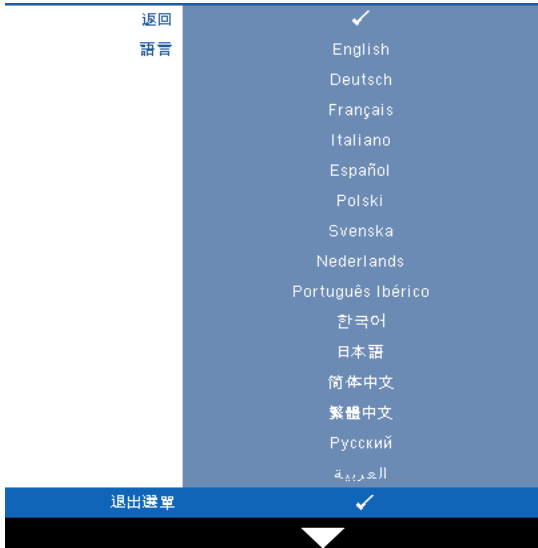 返回 ✓
語言 English
Deutsch
Français
Italiano
Español
Polski
Svenska
Nederlands
Português Ibérico
한국어
日本語
简体中文
繁體中文
Русский
العربية
退出選單 ✓